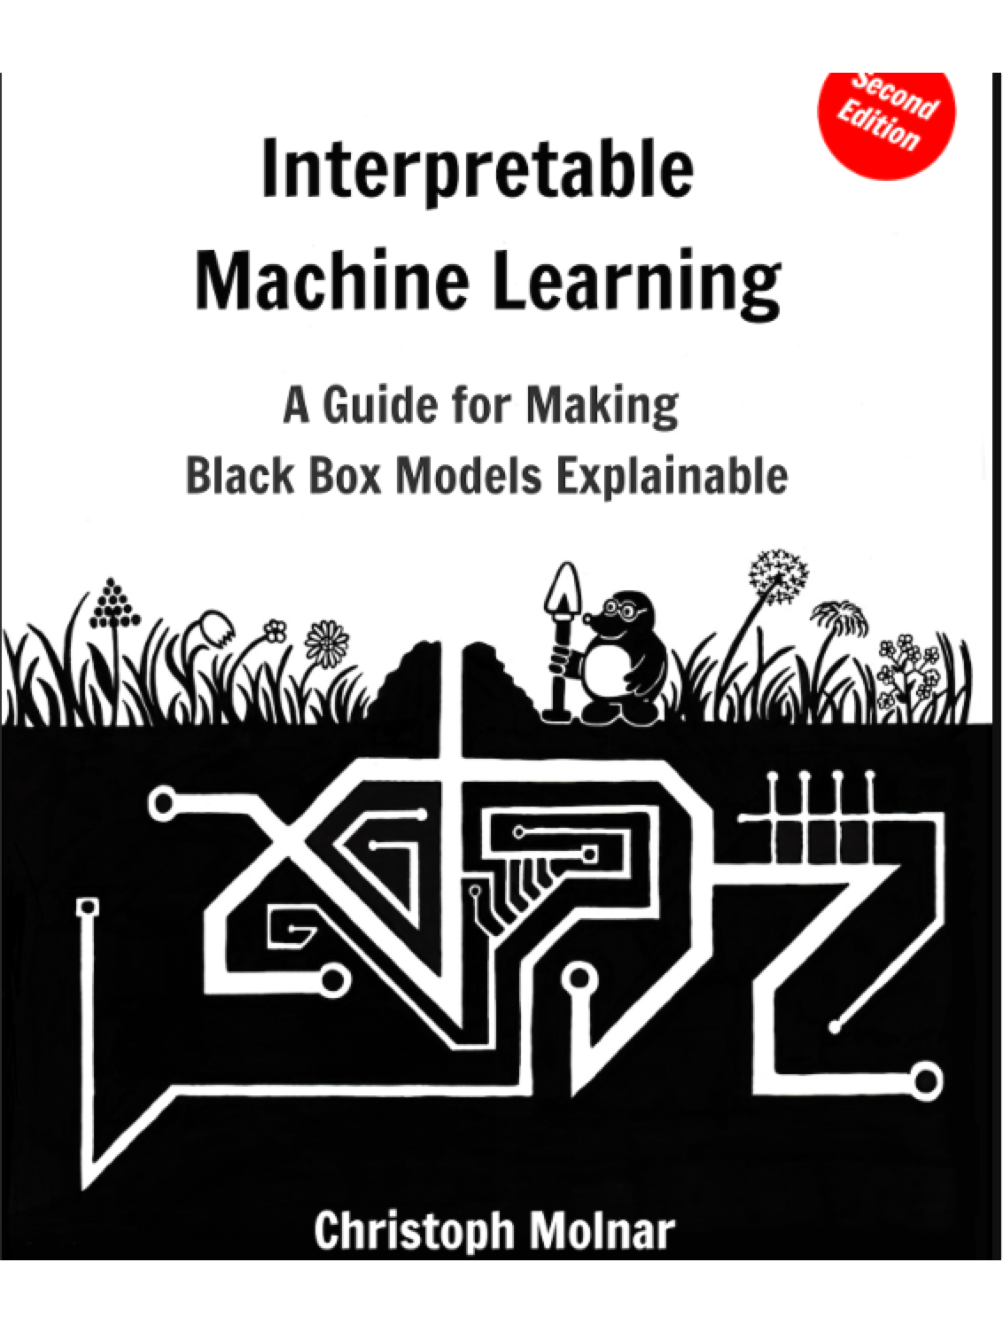 Second
Edition
Interpretable
Machine Learning
A Guide for Making
Black Box Models Explainable
Christoph Molnar